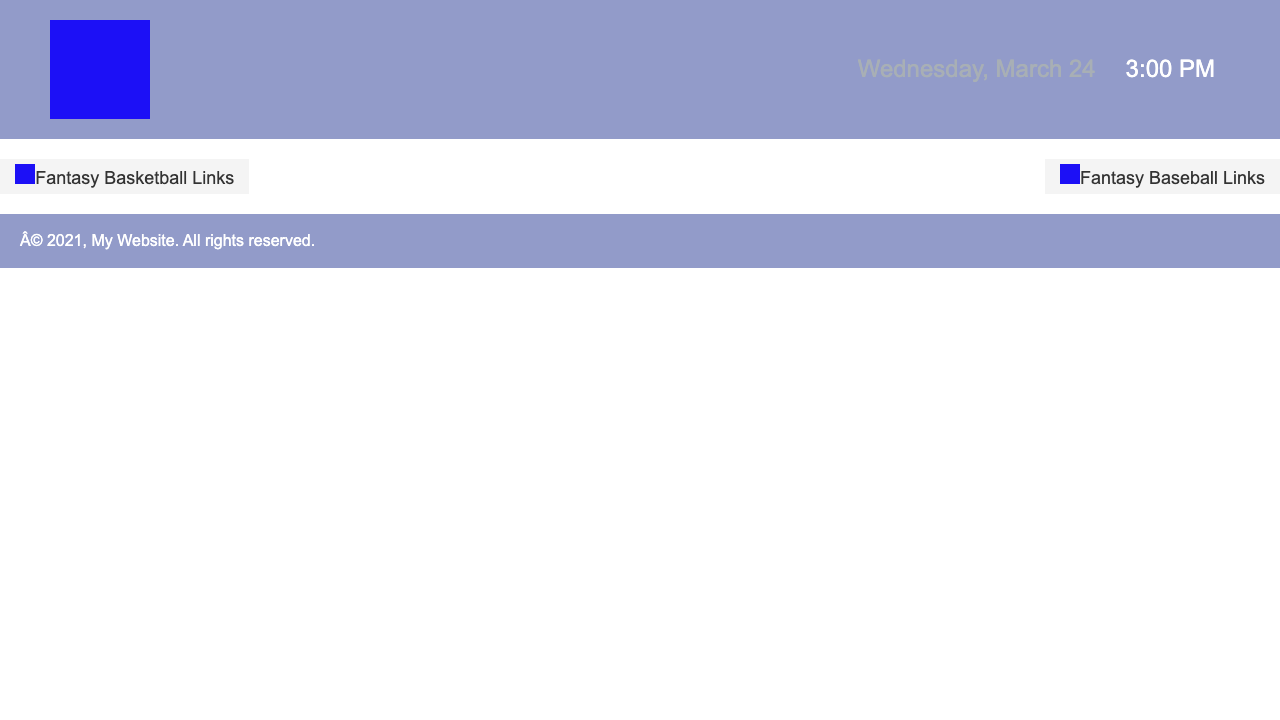 Wednesday, March 24 3:00 PM
Fantasy Basketball Links
Fantasy Baseball Links
Â© 2021, My Website. All rights reserved.